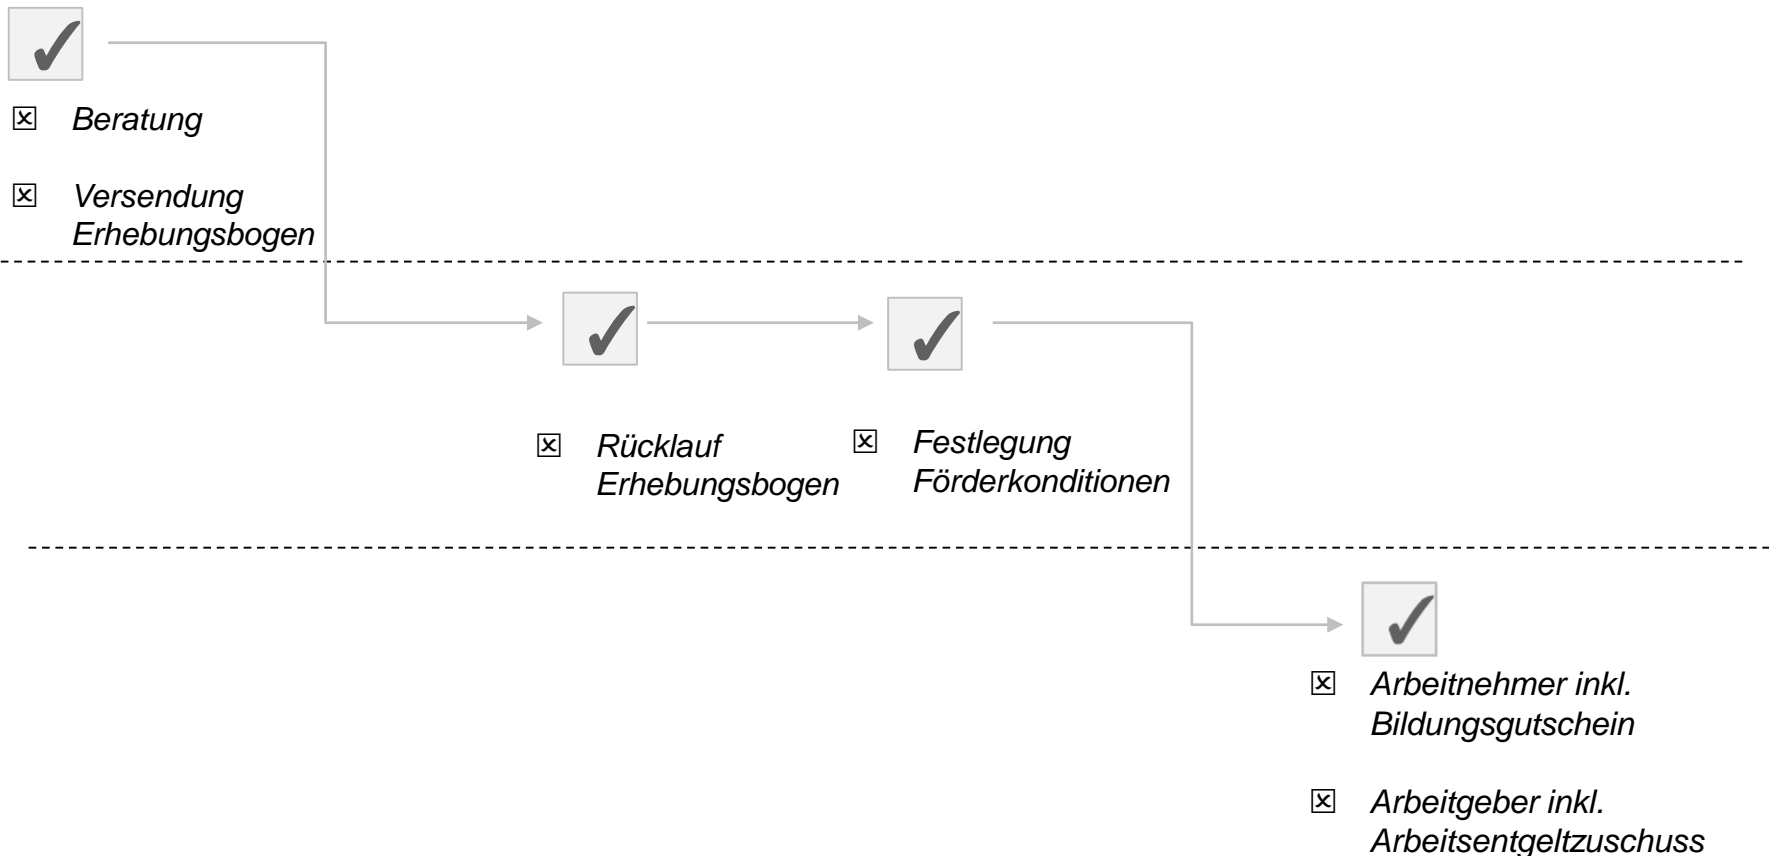 Beratung
Versendung
Erhebungsbogen
Rücklauf
Erhebungsbogen
Festlegung
Förderkonditionen
Arbeitnehmer inkl.
Bildungsgutschein
Arbeitgeber inkl.
Arbeitsentgeltzuschuss